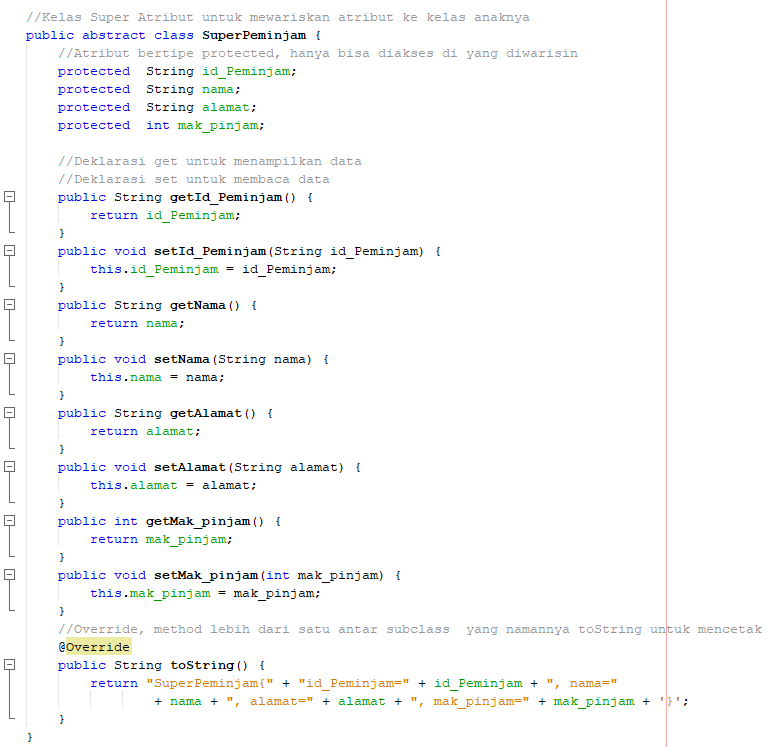 //Kelas Super Atribut untuk mewariskan atribut ke kelas anaknya
public abstract class SuperPeminjam {
    //Atribut bertipe protected, hanya bisa diakses di yang diwarisin
    protected  String id_Peminjam;
    protected  String nama;
    protected  String alamat;
    protected  int mak_pinjam;

    //Deklarasi get untuk menampilkan data
    //Deklarasi set untuk membaca data
    public String getId_Peminjam() {
        return id_Peminjam;
    }
    public void setId_Peminjam(String id_Peminjam) {
        this.id_Peminjam = id_Peminjam;
    }
    public String getNama() {
        return nama;
    }
    public void setNama(String nama) {
        this.nama = nama;
    }
    public String getAlamat() {
        return alamat;
    }
    public void setAlamat(String alamat) {
        this.alamat = alamat;
    }
    public int getMak_pinjam() {
        return mak_pinjam;
    }
    public void setMak_pinjam(int mak_pinjam) {
        this.mak_pinjam = mak_pinjam;
    }
    //Override, method lebih dari satu antar subclass  yang namannya toString untuk mencetak
    @Override
    public String toString() {
        return "SuperPeminjam{" + "id_Peminjam=" + id_Peminjam + ", nama="
                + nama + ", alamat=" + alamat + ", mak_pinjam=" + mak_pinjam + '}';
    }
}